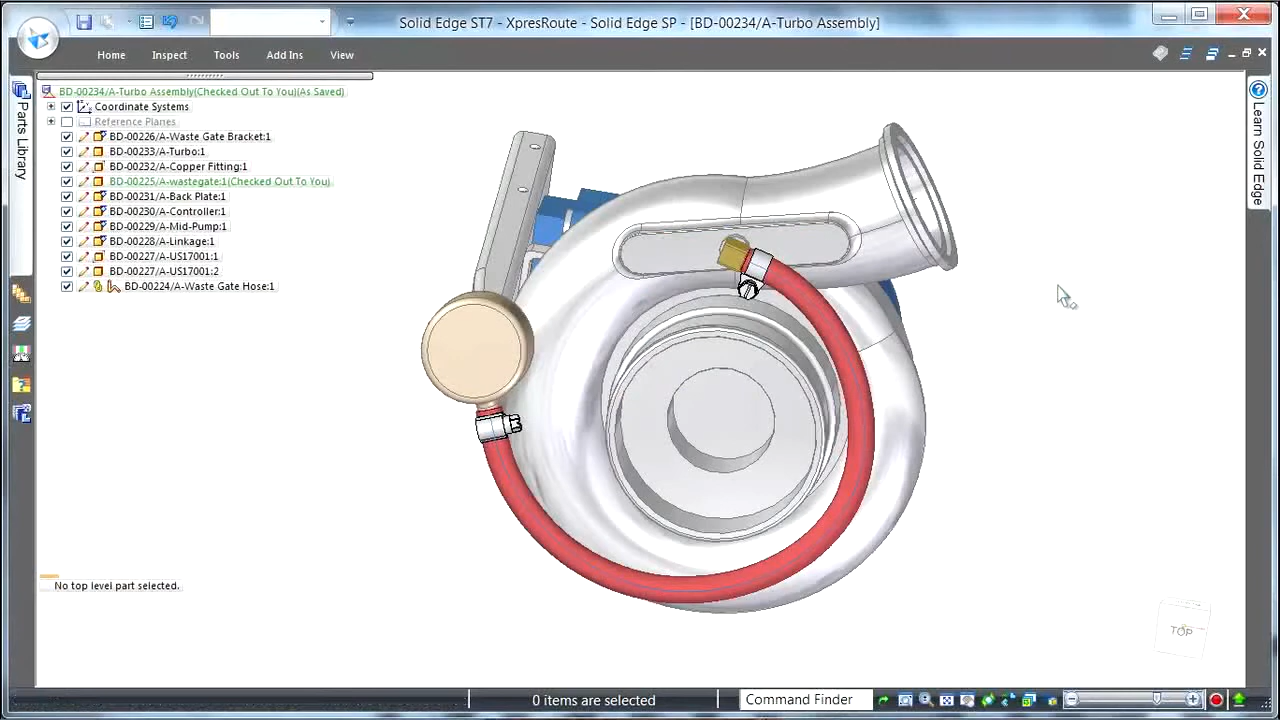 Solid Edge ST7 - XpresRoute - Solid Edge SP - [BD-00234/A-Turbo Assembly]
Home Inspect Tools Add Ins View
Parts Library
BD-00234/A-Turbo Assembly(Checked Out To You)(As Saved)
Coordinate Systems
Reference Planes
BD-00226/A-Waste Gate Bracket:1
BD-00233/A-Turbo:1
BD-00232/A-Copper Fitting:1
BD-00225/A-wastegate:1(Checked Out To You)
BD-00231/A-Back Plate:1
BD-00230/A-Controller:1
BD-00229/A-Mid-Pump:1
BD-00228/A-Linkage:1
BD-00227/A-US17001:1
BD-00227/A-US17001:2
BD-00224/A-Waste Gate Hose:1
No top level part selected.
Learn Solid Edge
TOP
0 items are selected
Command Finder